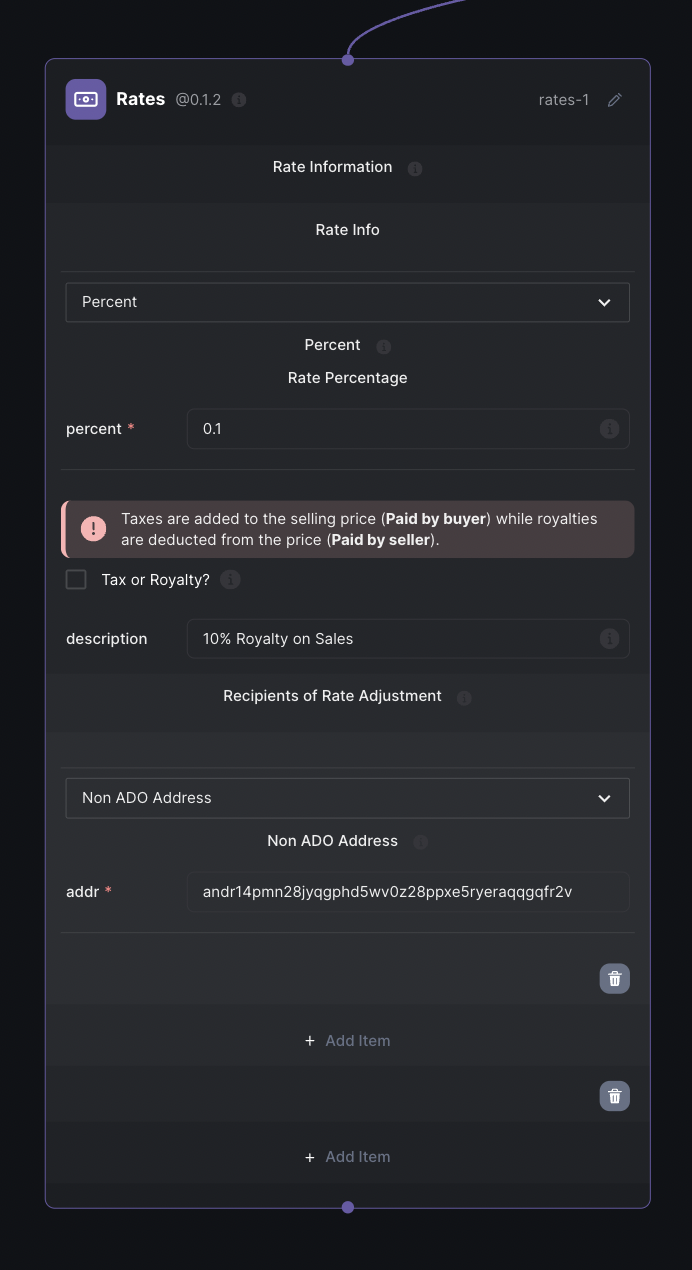 Rates @0.1.2 rates-1
Rate Information
Rate Info
Percent
Percent
Rate Percentage
percent * 0.1
Taxes are added to the selling price (Paid by buyer) while royalties
are deducted from the price (Paid by seller).
Tax or Royalty?
description 10% Royalty on Sales
Recipients of Rate Adjustment
Non ADO Address
Non ADO Address
addr * andr14pmn28jyqgphd5wv0z28ppxe5ryeraqqgqfr2v
+ Add Item
+ Add Item